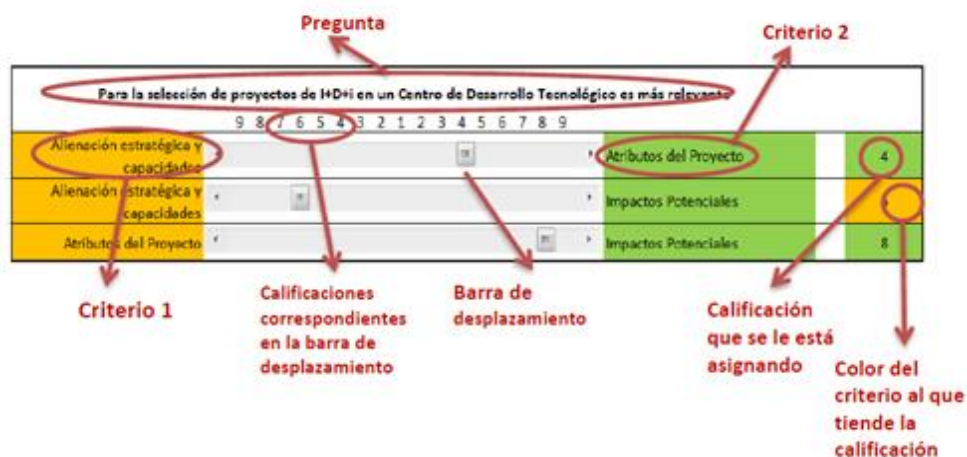 Pregunta
Criterio 2
Para la selección de proyectos de I+D+i en un Centro de Desarrollo Tecnológico es más relevante
9 8 7 6 5 4 3 2 1 2 3 4 5 6 7 8 9
Alienación estratégica y
capacidades
Atributos del Proyecto
4
Alienación estratégica y
capacidades
Impactos Potenciales
Atributos del Proyecto
Impactos Potenciales
8
Criterio 1
Calificaciones
correspondientes
en la barra de
desplazamiento
Barra de
desplazamiento
Calificación
que se le está
asignando
Color del
criterio al que
tiende la
calificación